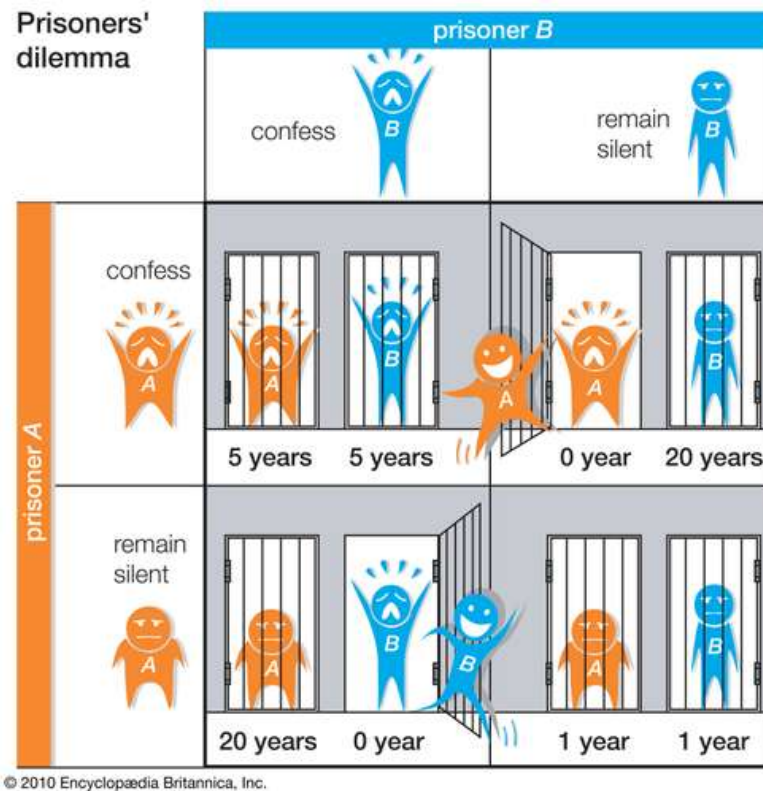 Prisoners'
dilemma
prisoner B
confess
B
remain
silent
B
prisoner A
confess
A
A
B
A
A
B
5 years
5 years
0 year
20 years
remain
silent
A
A
B
B
A
B
20 years
0 year
1 year
1 year
© 2010 Encyclopædia Britannica, Inc.